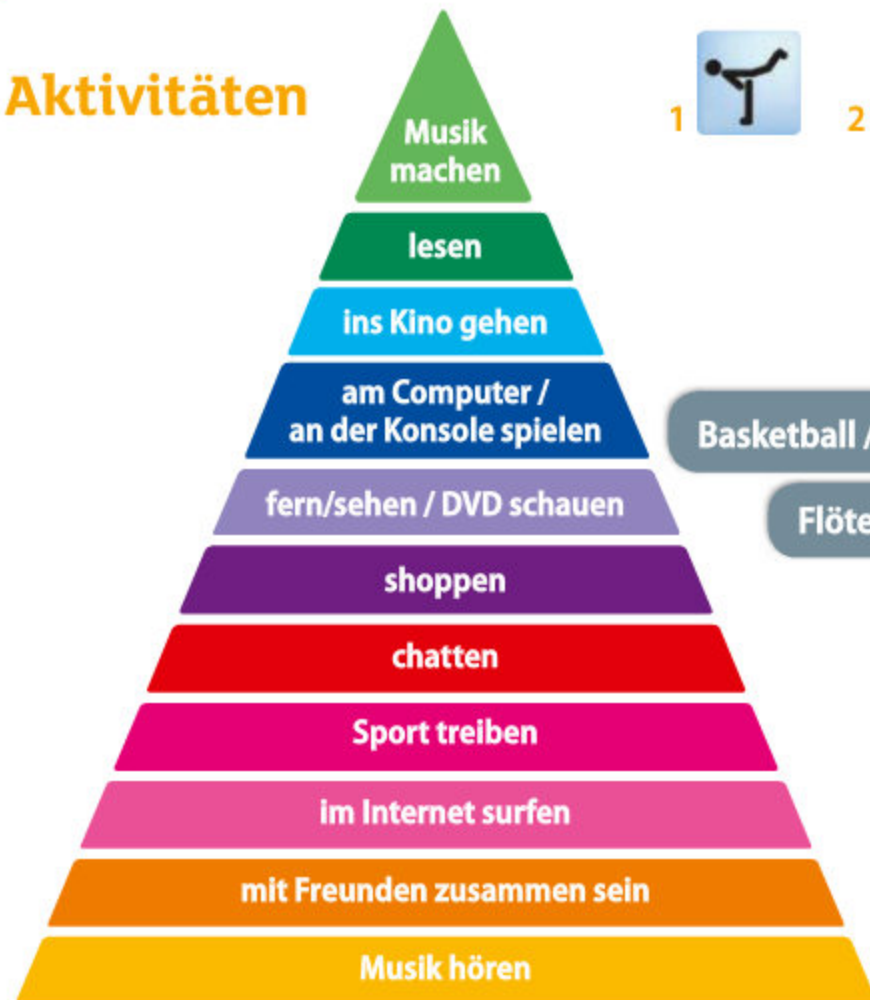 Aktivitäten
1
2
Musik
machen
lesen
ins Kino gehen
am Computer /
an der Konsole spielen
fern/sehen / DVD schauen
shoppen
chatten
Sport treiben
im Internet surfen
mit Freunden zusammen sein
Musik hören
Basketball /
Flöte